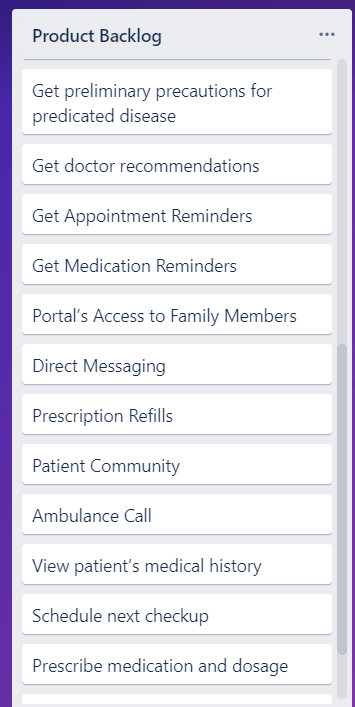 Product Backlog
Get preliminary precautions for
predicated disease
Get doctor recommendations
Get Appointment Reminders
Get Medication Reminders
Portal’s Access to Family Members
Direct Messaging
Prescription Refills
Patient Community
Ambulance Call
View patient’s medical history
Schedule next checkup
Prescribe medication and dosage